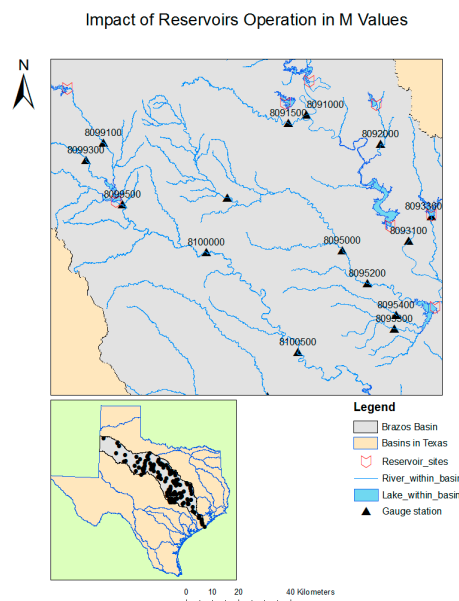 Impact of Reservoirs Operation in M Values
N
8091000
8091500
8092000
8099100
8099300
8099500
8100000
8095000
8093100
8095200
8095400
8100500
Legend
Brazos Basin
Basins in Texas
Reservoir_sites
River_within_basin
Lake_within_basin
Gauge station
0 10 20 40 Kilometers